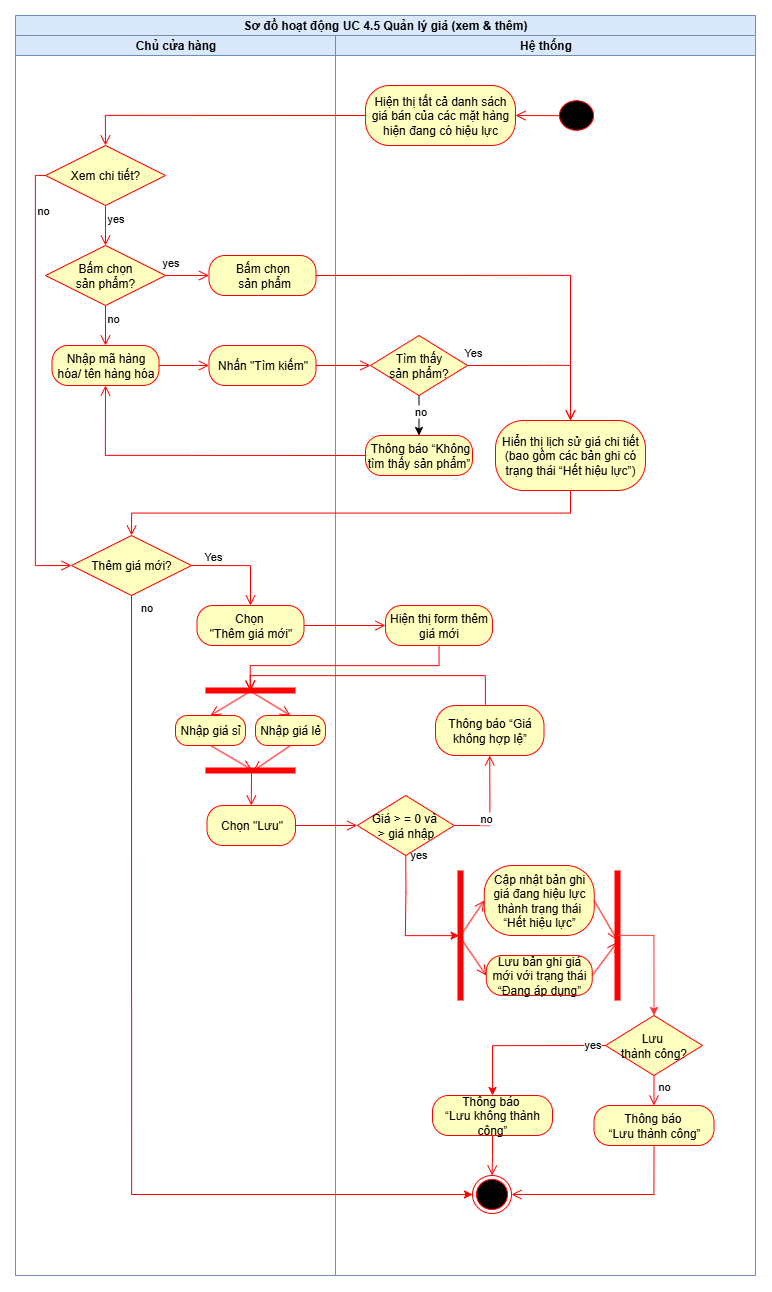 Sơ đồ hoạt động UC 4.5 Quản lý giá (xem & thêm)
Chủ cửa hàng
Hệ thống
Hiện thị tất cả danh sách
giá bán của các mặt hàng
hiện đang có hiệu lực
Xem chi tiết?
no
yes
Bấm chọn
sản phẩm?
yes
Bấm chọn
sản phẩm
no
Nhập mã hàng
hóa/ tên hàng hóa
Nhấn "Tìm kiếm"
Tìm thấy
sản phẩm?
Yes
no
Thông báo “Không
tìm thấy sản phẩm”
Hiển thị lịch sử giá chi tiết
(bao gồm các bản ghi có
trạng thái “Hết hiệu lực”)
Thêm giá mới?
Yes
no
Chọn
"Thêm giá mới"
Hiện thị form thêm
giá mới
Nhập giá sỉ
Nhập giá lẻ
Thông báo “Giá
không hợp lệ”
Chọn "Lưu"
Giá > = 0 và
> giá nhập
no
yes
Cập nhật bản ghi
giá đang hiệu lực
thành trạng thái
“Hết hiệu lực”
Lưu bản ghi giá
mới với trạng thái
“Đang áp dụng”
Lưu
thành công?
yes
no
Thông báo
“Lưu không thành
công”
Thông báo
“Lưu thành công”